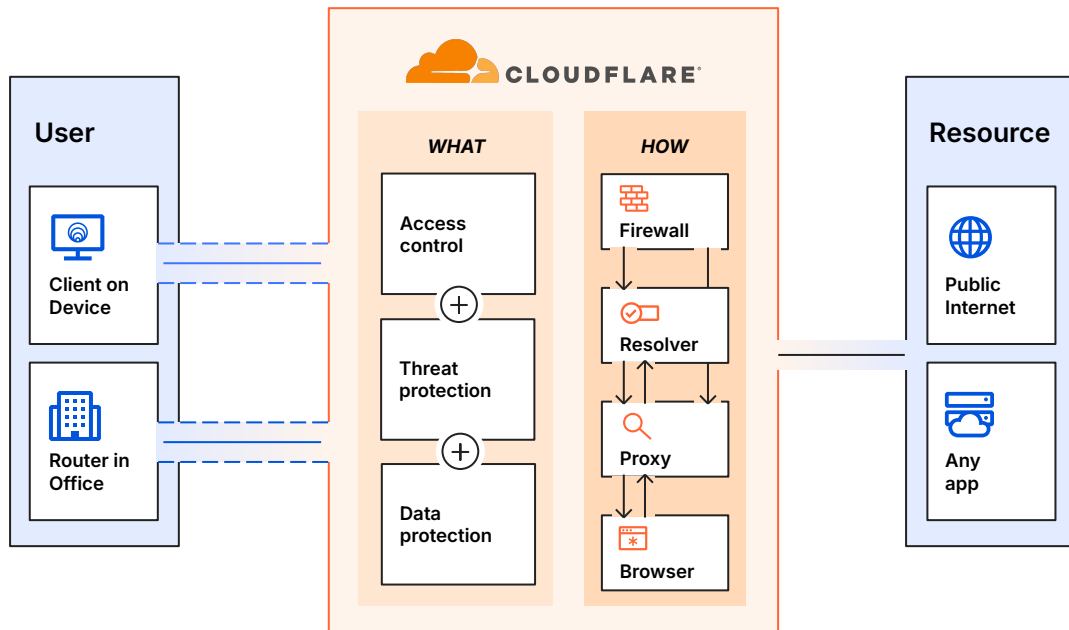 CLOUDFLARE
User
Client on
Device
Router in
Office
WHAT
Access
control
Threat
protection
Data
protection
HOW
Firewall
Resolver
Proxy
Browser
Resource
Public
Internet
Any
app